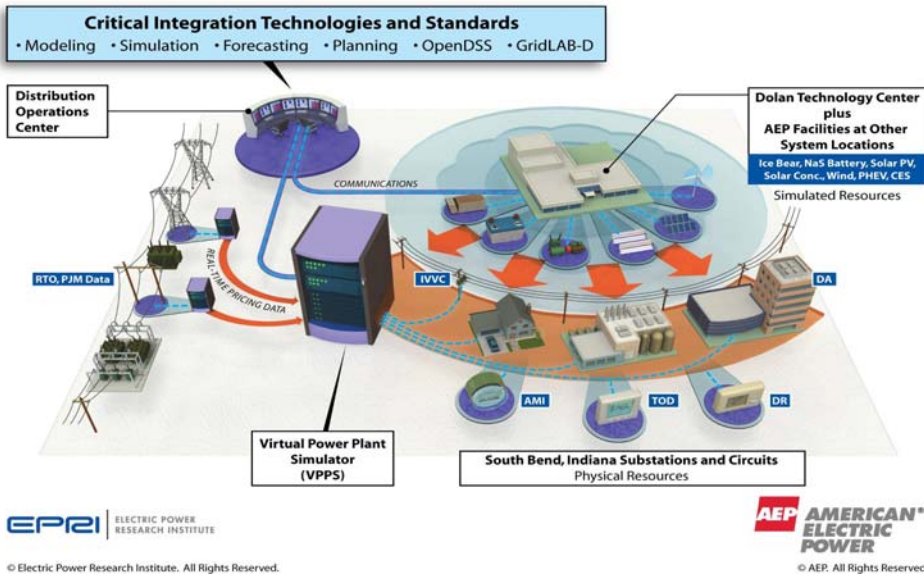 Critical Integration Technologies and Standards
• Modeling • Simulation • Forecasting • Planning • OpenDSS • GridLAB-D
Distribution
Operations
Center
Dolan Technology Center
plus
AEP Facilities at Other
System Locations
Ice Bear, NaS Battery, Solar PV,
Solar Conc., Wind, PHEV, CES
Simulated Resources
COMMUNICATIONS
RTO, PJM Data
REAL-TIME PRICING DATA
IVVC
DA
AMI
TOD
DR
Virtual Power Plant
Simulator
(VPPS)
South Bend, Indiana Substations and Circuits
Physical Resources
EPRI
ELECTRIC POWER
RESEARCH INSTITUTE
AEP
AMERICAN®
ELECTRIC
POWER
© Electric Power Research Institute. All Rights Reserved.
© AEP. All Rights Reserve